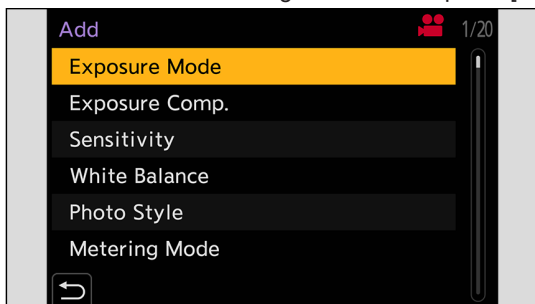 Add 1/20
Exposure Mode
Exposure Comp.
Sensitivity
White Balance
Photo Style
Metering Mode